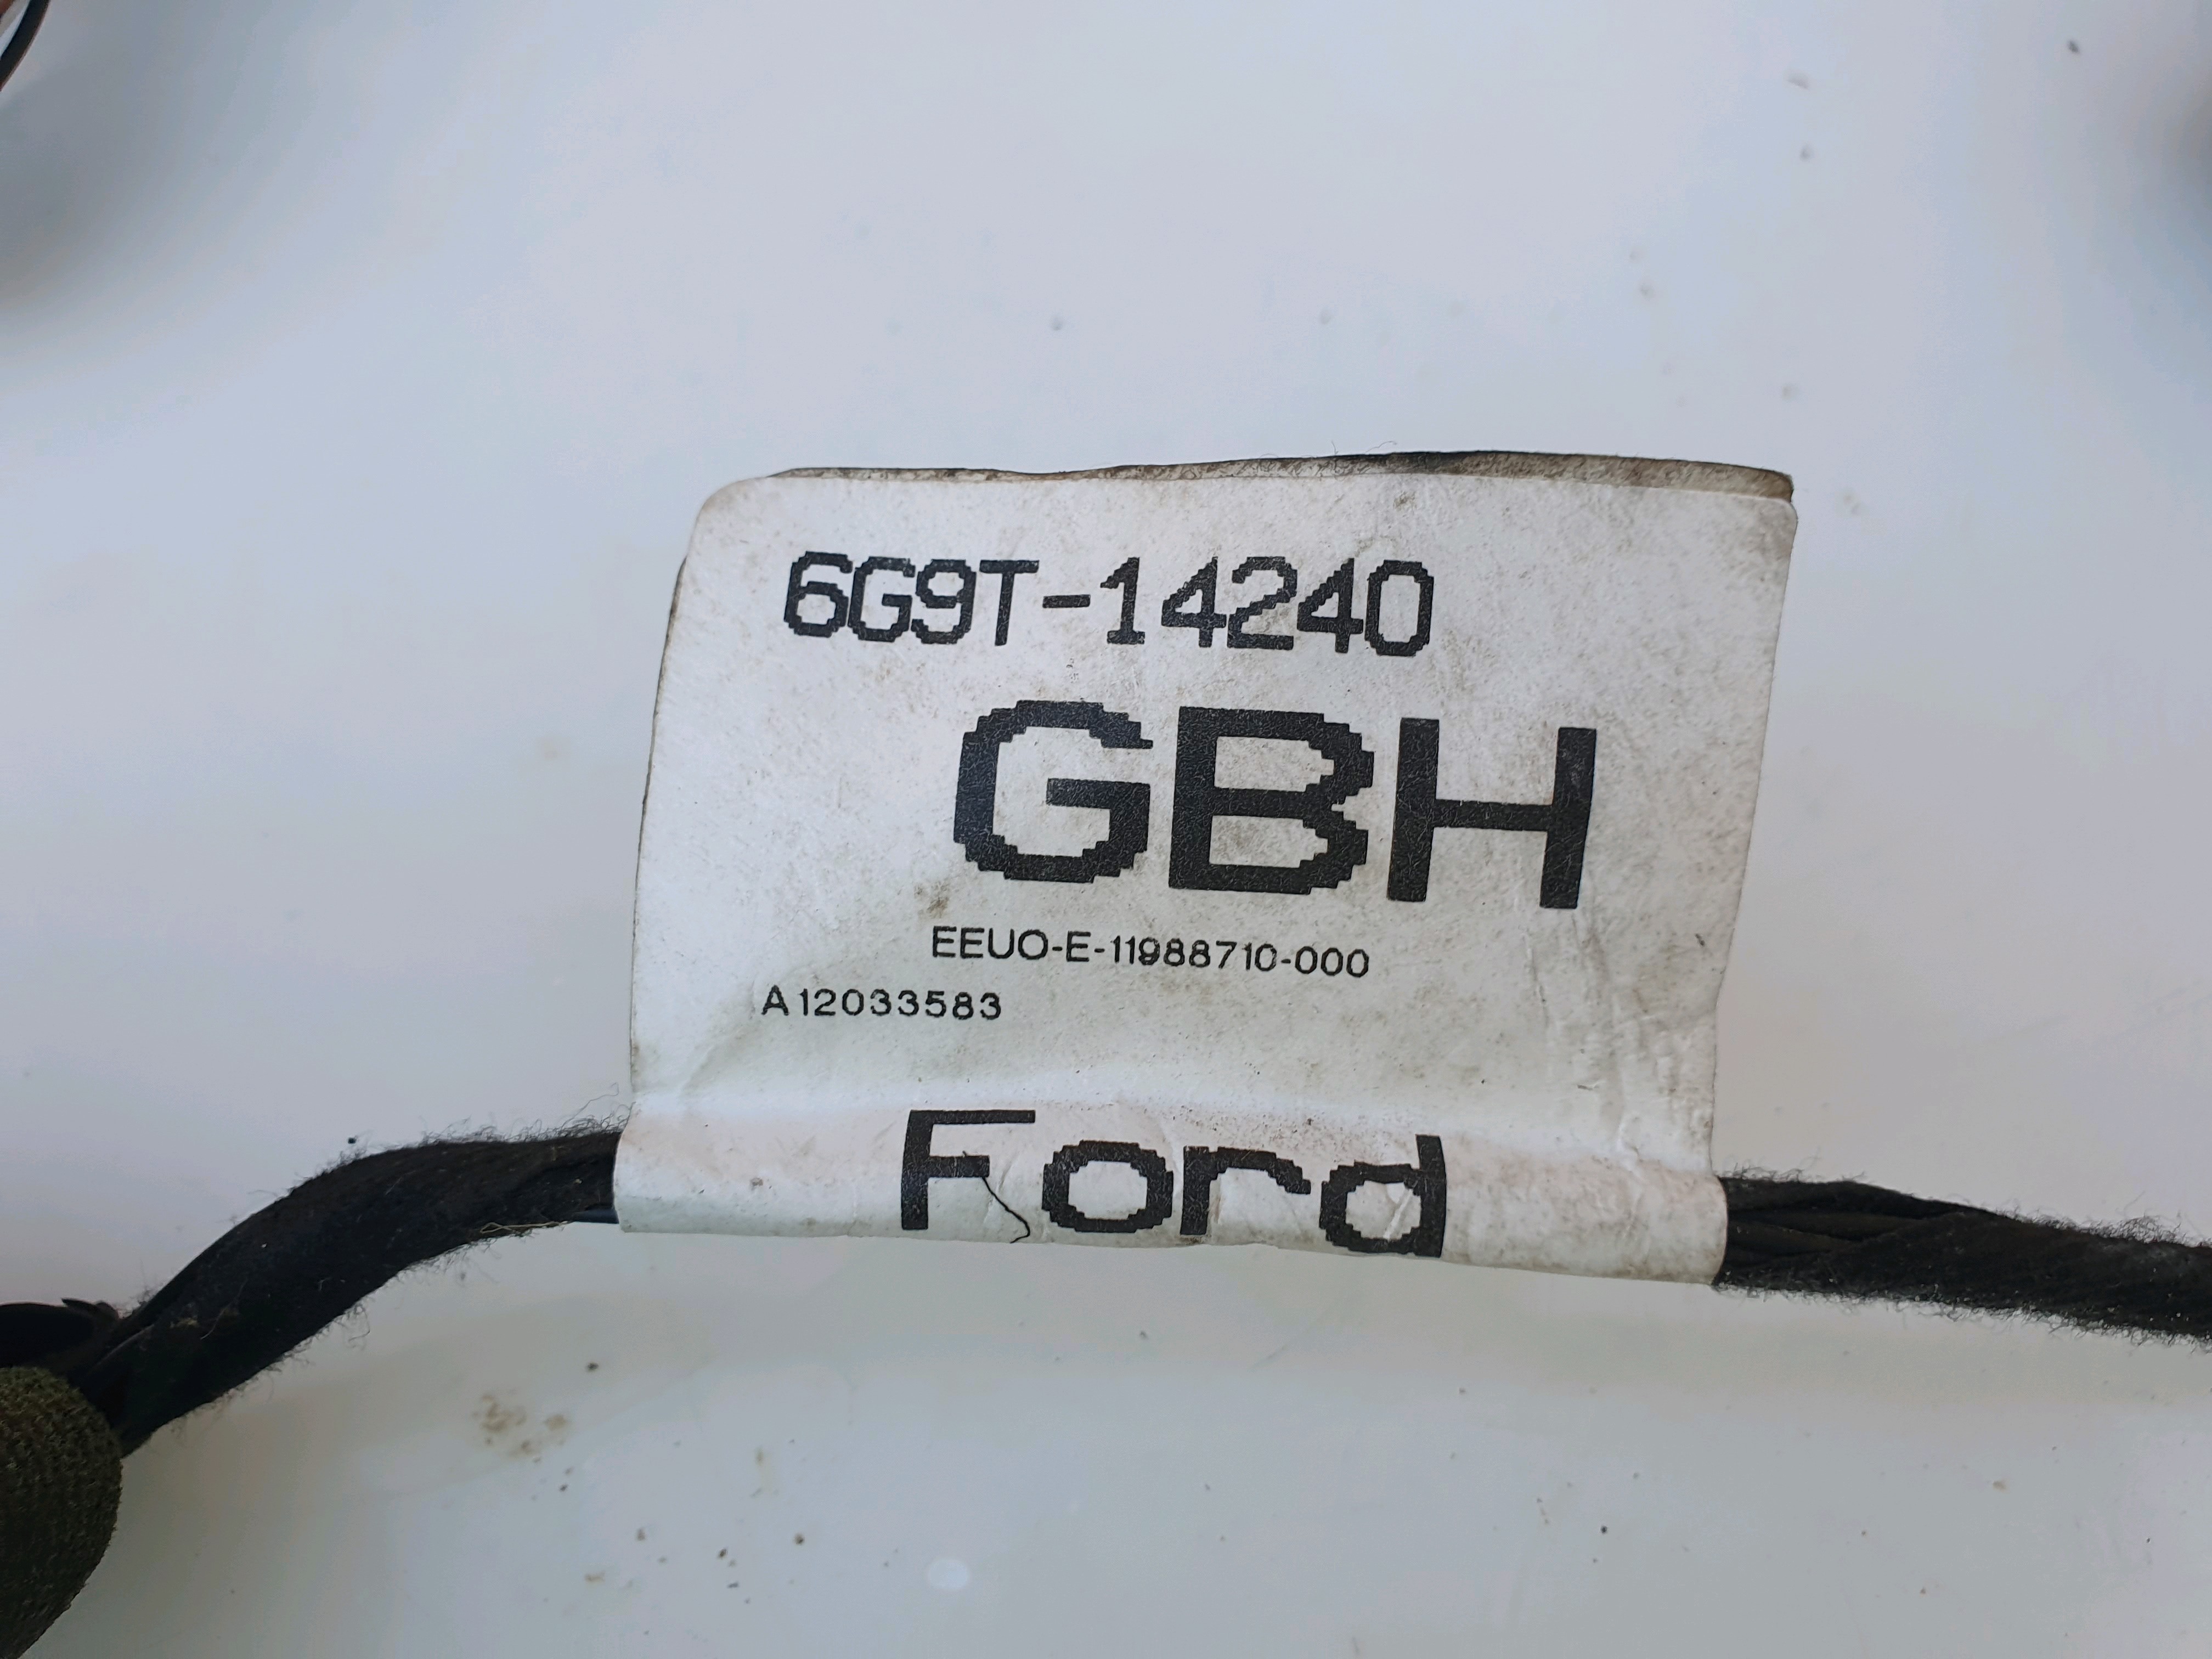 6G9T-14240
GBH
EEUO-E-11988710-000
A12033583
Ford